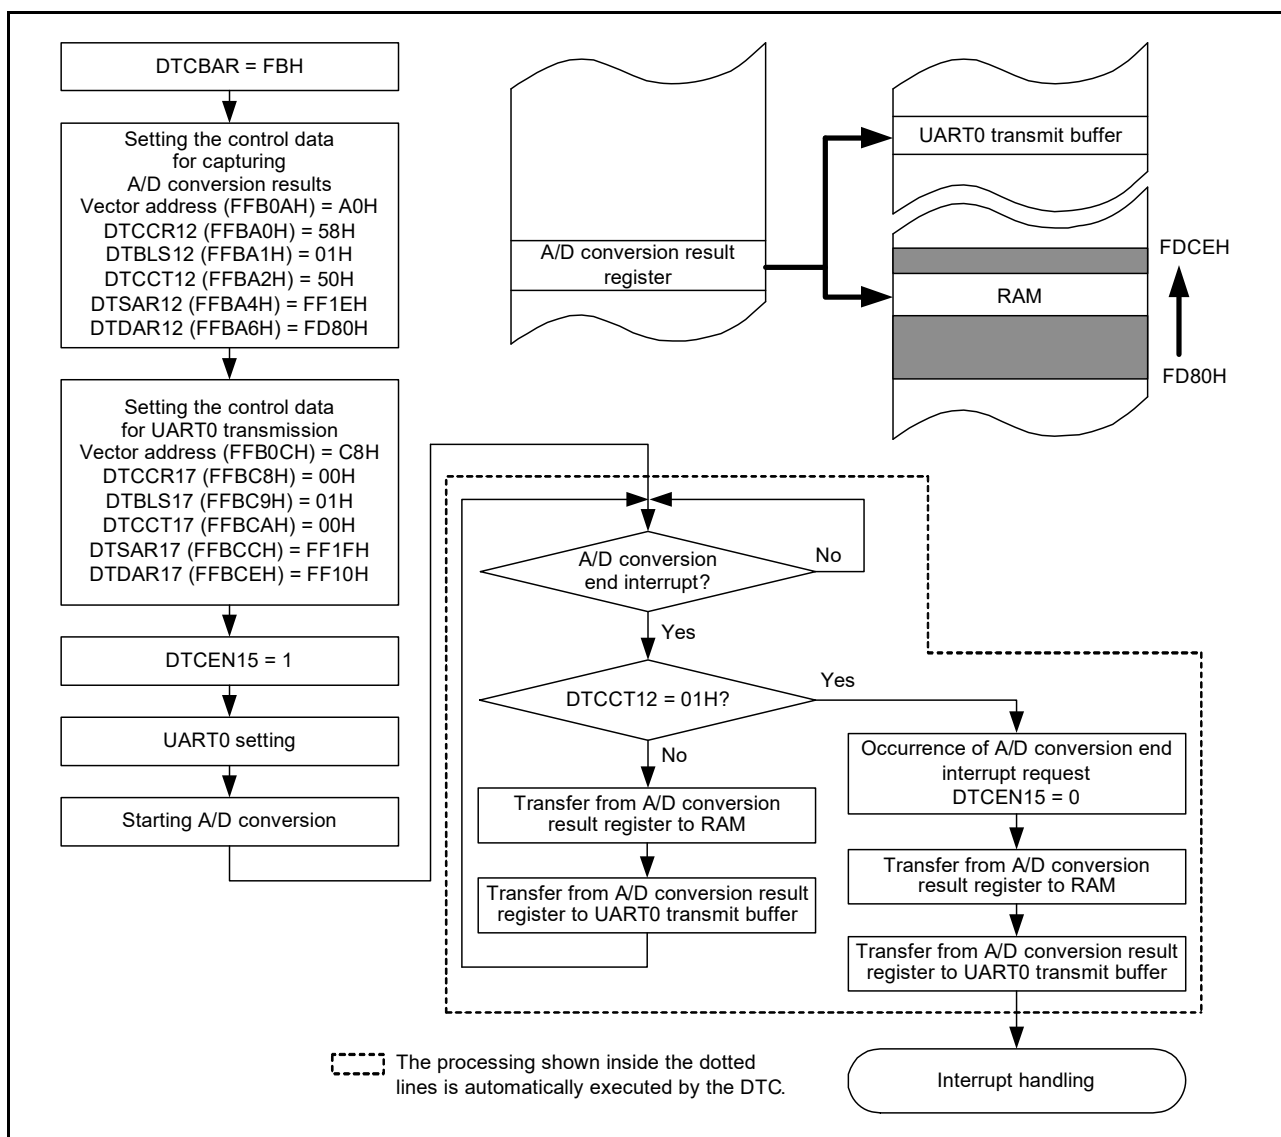 DTCBAR = FBH
Setting the control data
for capturing
A/D conversion results
Vector address (FFB0AH) = A0H
DTCCR12 (FFBA0H) = 58H
DTBLS12 (FFBA1H) = 01H
DTCCT12 (FFBA2H) = 50H
DTSAR12 (FFBA4H) = FF1EH
DTDAR12 (FFBA6H) = FD80H
Setting the control data
for UART0 transmission
Vector address (FFB0CH) = C8H
DTCCR17 (FFBC8H) = 00H
DTBLS17 (FFBC9H) = 01H
DTCCT17 (FFBCAH) = 00H
DTSAR17 (FFBCCH) = FF1FH
DTDAR17 (FFBCEH) = FF10H
DTCEN15 = 1
UART0 setting
Starting A/D conversion
A/D conversion result
register
UART0 transmit buffer
RAM
FDCEH
FD80H
A/D conversion
end interrupt?
No
Yes
DTCCT12 = 01H?
Yes
No
Transfer from A/D conversion
result register to RAM
Transfer from A/D conversion result
register to UART0 transmit buffer
Occurrence of A/D conversion end
interrupt request
DTCEN15 = 0
Transfer from A/D conversion
result register to RAM
Transfer from A/D conversion result
register to UART0 transmit buffer
Interrupt handling
The processing shown inside the dotted
lines is automatically executed by the DTC.